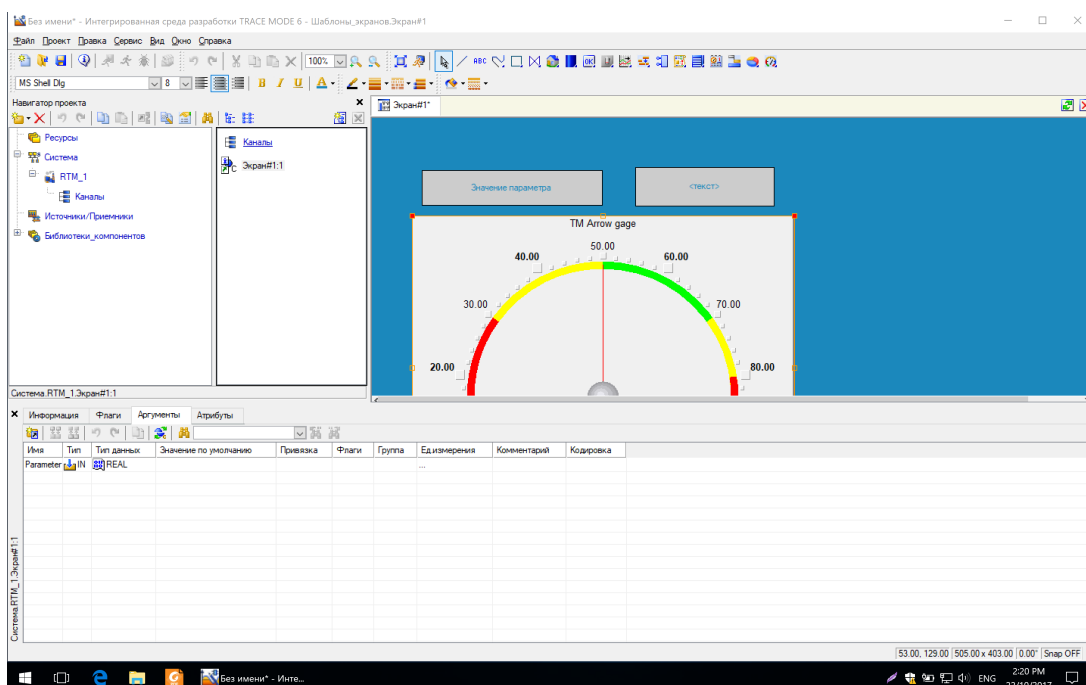 Без имени* - Интегрированная среда разработки TRACE MODE 6 - Шаблоны_экранов.Экран#1
Файл Проект Правка Сервис Вид Окно Справка
100%
ABC
OK
MS Shell Dlg 8 B I U A
Навигатор проекта
Экран#1*
Ресурсы
Система
RTM_1
Каналы
Источники/Приемники
Библиотеки_компонентов
Каналы
C Экран#1:1
Значение параметра
<текст>
TM Arrow gage
50.00
40.00 60.00
30.00 70.00
20.00 80.00
Система.RTM_1.Экран#1:1
Информация Флаги Аргументы Атрибуты
Имя Тип Тип данных Значение по умолчанию Привязка Флаги Группа Ед.измерения Комментарий Кодировка
Parameter IN REAL ...
Система.RTM_1.Экран#1:1
53.00, 129.00 505.00 x 403.00 0.00° Snap OFF
Без имени* - Инте...
ENG
2:20 PM
22/10/2017